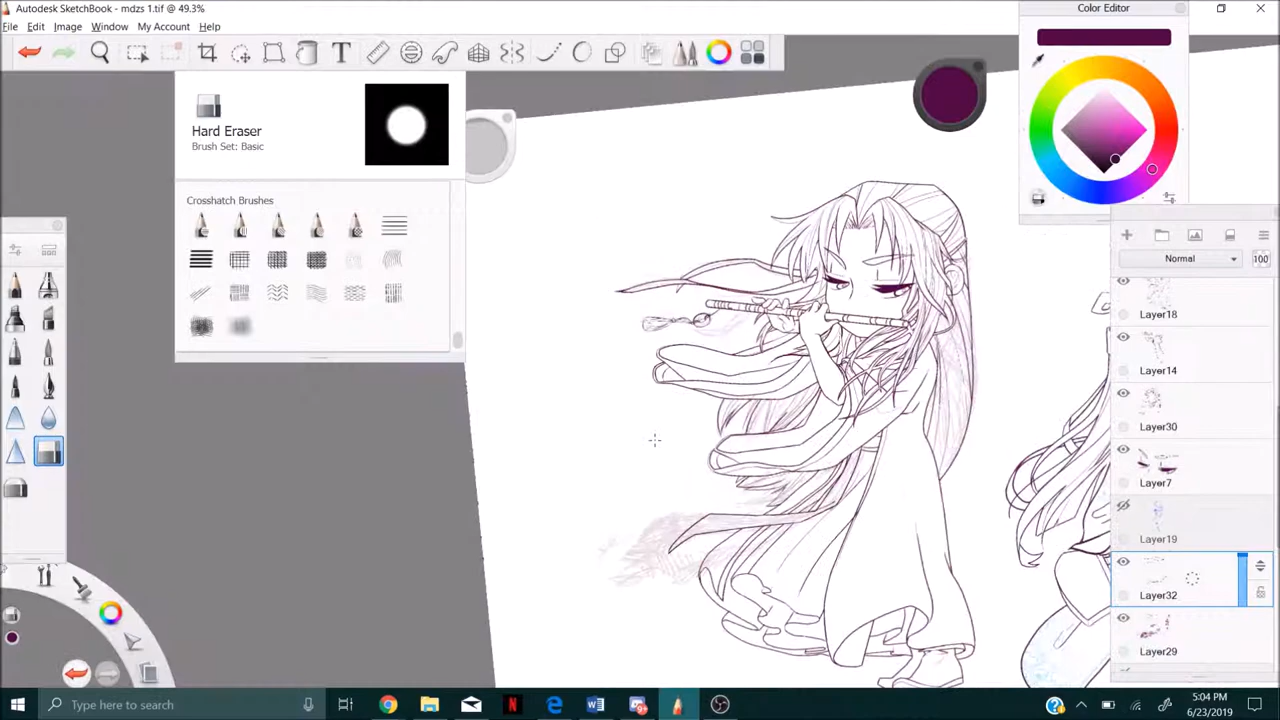 Autodesk SketchBook - mdzs 1.tif @ 49.3%
File Edit Image Window My Account Help
Color Editor
Hard Eraser
Brush Set: Basic
Crosshatch Brushes
Normal
100
Layer18
Layer14
Layer30
Layer7
Layer19
Layer32
Layer29
Type here to search
5:04 PM
6/23/2019